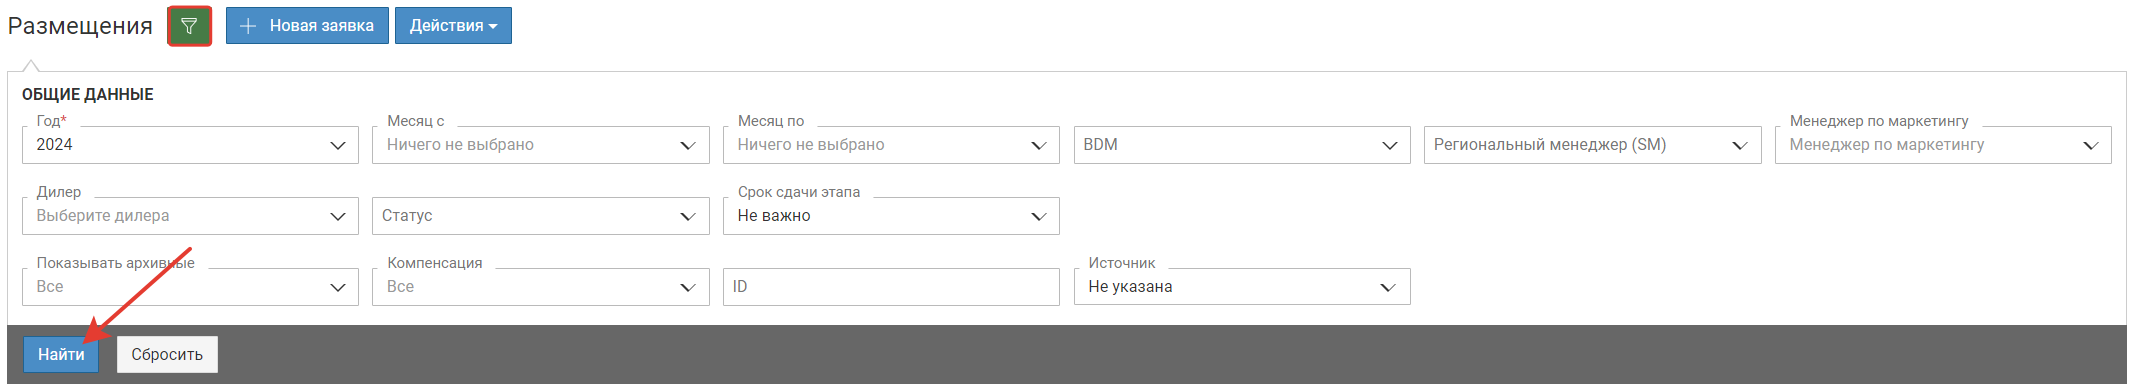 Размещения
Новая заявка
Действия
ОБЩИЕ ДАННЫЕ
Год* Месяц с Месяц по Менеджер по маркетингу
2024 Ничего не выбрано Ничего не выбрано BDM Региональный менеджер (SM) Менеджер по маркетингу
Дилер Срок сдачи этапа
Выберите дилера Статус Не важно
Показывать архивные Компенсация Источник
Все Все ID Не указана
Найти Сбросить